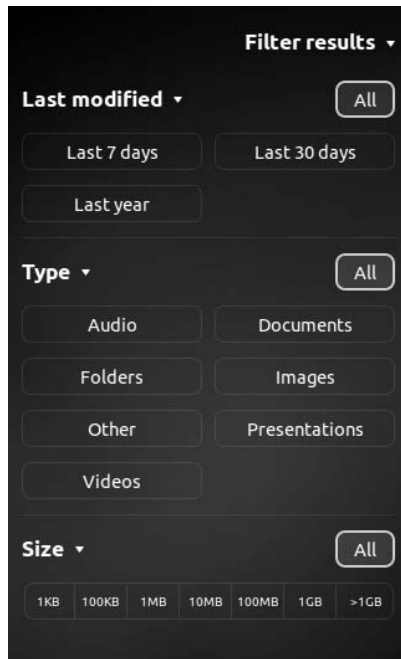 Filter results ▾
Last modified ▾ All
Last 7 days Last 30 days
Last year
Type ▾ All
Audio Documents
Folders Images
Other Presentations
Videos
Size ▾ All
1KB 100KB 1MB 10MB 100MB 1GB >1GB